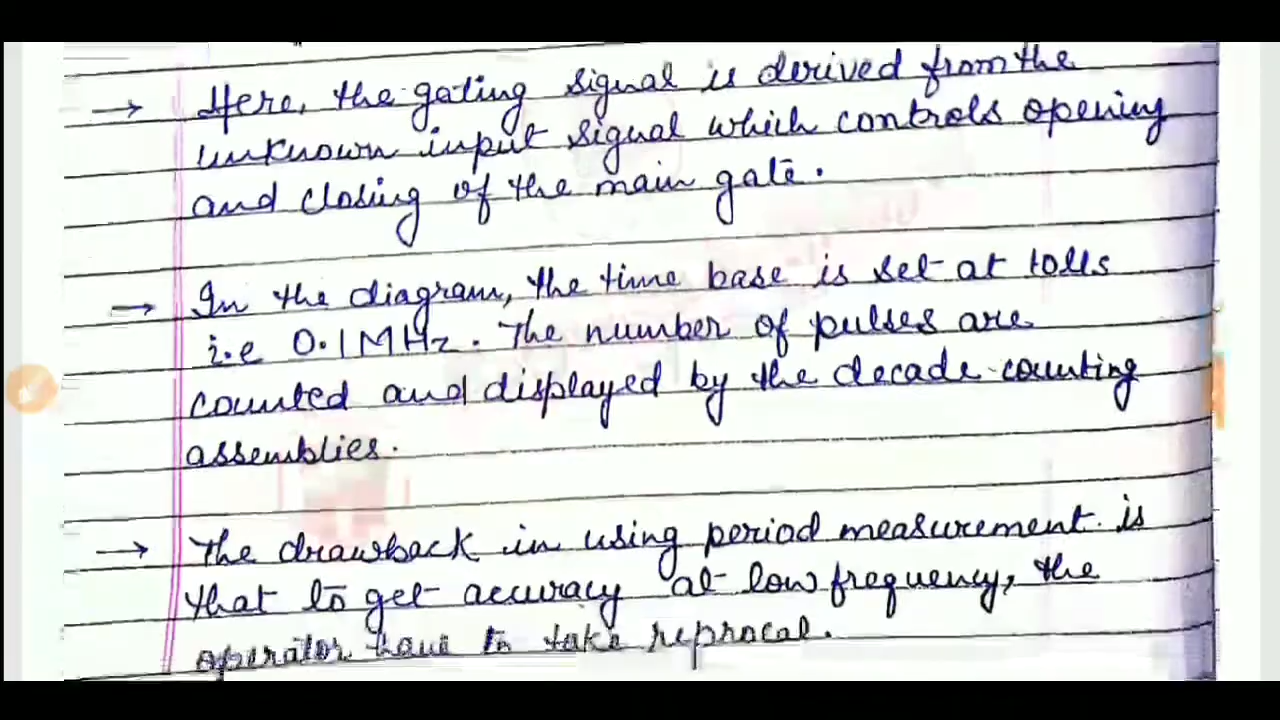 → Here, the gating signal is derived from the
unknown input signal which controls opening
and closing of the main gate.
→ In the diagram, the time base is set at 10us
i.e 0.1MHz. The number of pulses are
counted and displayed by the decade counting
assemblies.
→ The drawback in using period measurement is
that to get accuracy at low frequency, the
operator have to take reprocal.